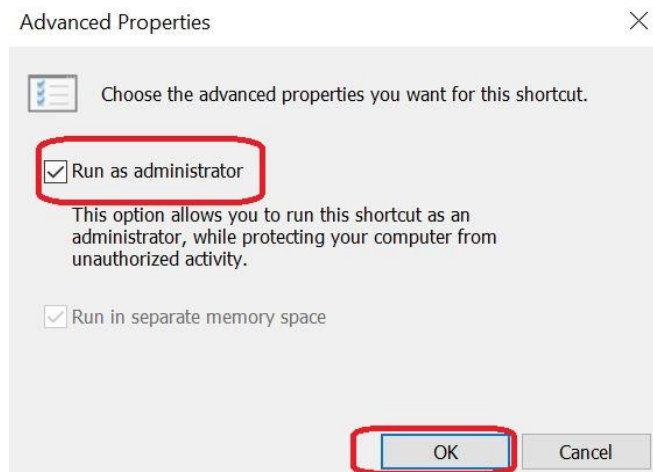 Advanced Properties
Choose the advanced properties you want for this shortcut.
Run as administrator
This option allows you to run this shortcut as an
administrator, while protecting your computer from
unauthorized activity.
Run in separate memory space
OK
Cancel